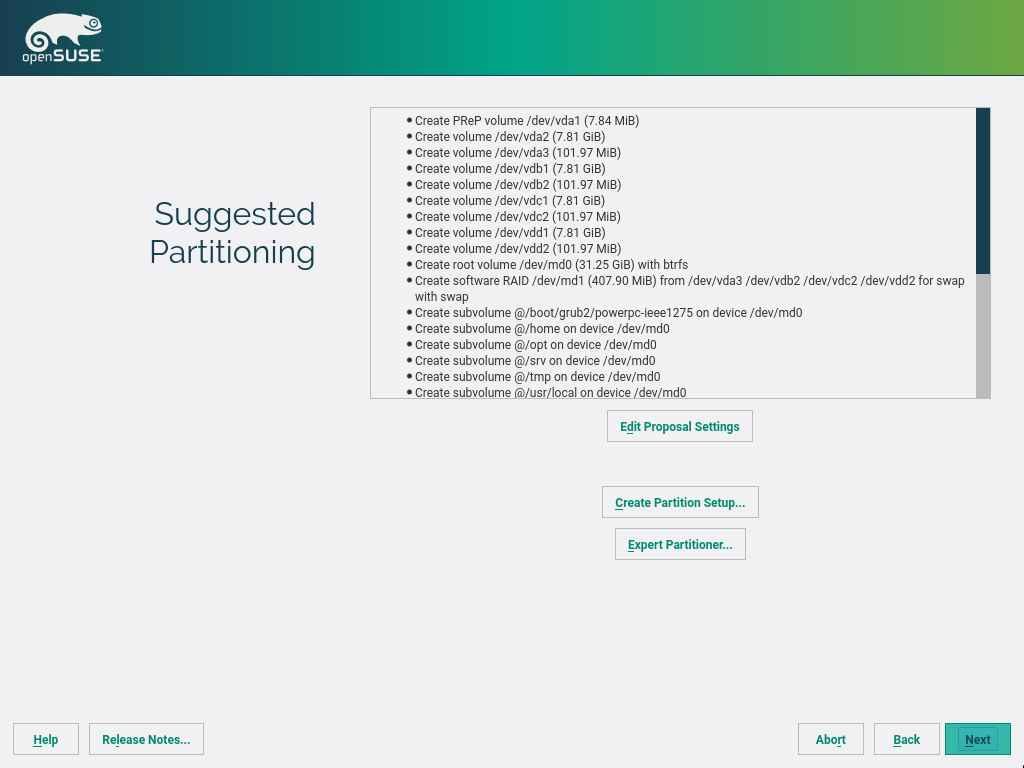 openSUSE
Suggested
Partitioning
Create PReP volume /dev/vda1 (7.84 MiB)
Create volume /dev/vda2 (7.81 GiB)
Create volume /dev/vda3 (101.97 MiB)
Create volume /dev/vdb1 (7.81 GiB)
Create volume /dev/vdb2 (101.97 MiB)
Create volume /dev/vdc1 (7.81 GiB)
Create volume /dev/vdc2 (101.97 MiB)
Create volume /dev/vdd1 (7.81 GiB)
Create volume /dev/vdd2 (101.97 MiB)
Create root volume /dev/md0 (31.25 GiB) with btrfs
Create software RAID /dev/md1 (407.90 MiB) from /dev/vda3 /dev/vdb2 /dev/vdc2 /dev/vdd2 for swap
with swap
Create subvolume @/boot/grub2/powerpc-ieee1275 on device /dev/md0
Create subvolume @/home on device /dev/md0
Create subvolume @/opt on device /dev/md0
Create subvolume @/srv on device /dev/md0
Create subvolume @/tmp on device /dev/md0
Create subvolume @/usr/local on device /dev/md0
Edit Proposal Settings
Create Partition Setup...
Expert Partitioner...
Help
Release Notes...
Abort
Back
Next